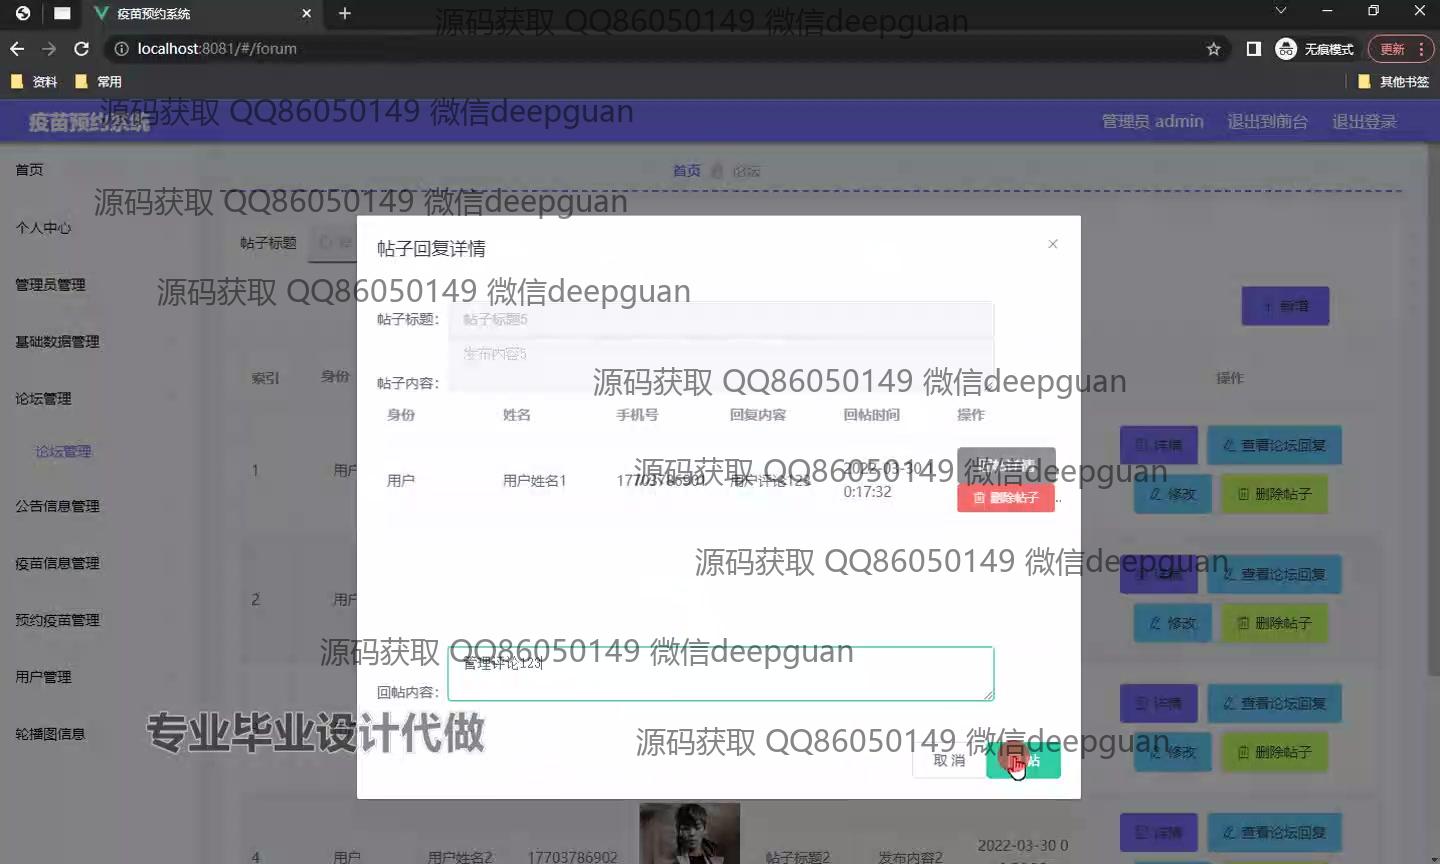 疫苗预约系统
源码获取 QQ86050149 微信deepguan
localhost:8081/#/forum
无痕模式
更新
资料
常用
其他书签
源码获取 QQ86050149 微信deepguan
疫苗预约系统
管理员 admin
退出到前台
退出登录
首页
首页
论坛
源码获取 QQ86050149 微信deepguan
个人中心
帖子标题
帖子回复详情
管理员管理
源码获取 QQ86050149 微信deepguan
新增
帖子标题:
帖子标题5
基础数据管理
发布内容5
索引
身份
帖子内容:
源码获取 QQ86050149 微信deepguan
操作
论坛管理
身份
姓名
手机号
回复内容
回帖时间
操作
论坛管理
详情
查看论坛回复
1
用户
用户
用户姓名1
17703786901
用户评论123
2022-03-30 1
0:17:32
源码获取 QQ86050149 微信deepguan
删除帖子
修改
删除帖子
公告信息管理
疫苗信息管理
源码获取 QQ86050149 微信deepguan
详情
查看论坛回复
2
用户
预约疫苗管理
修改
删除帖子
源码获取 QQ86050149 微信deepguan
管理评论123
用户管理
回帖内容:
详情
查看论坛回复
轮播图信息
专业毕业设计代做
源码获取 QQ86050149 微信deepguan
取 消
帖
修改
删除帖子
详情
查看论坛回复
4
用户
用户姓名2
17703786902
帖子标题2
发布内容2
2022-03-30 0